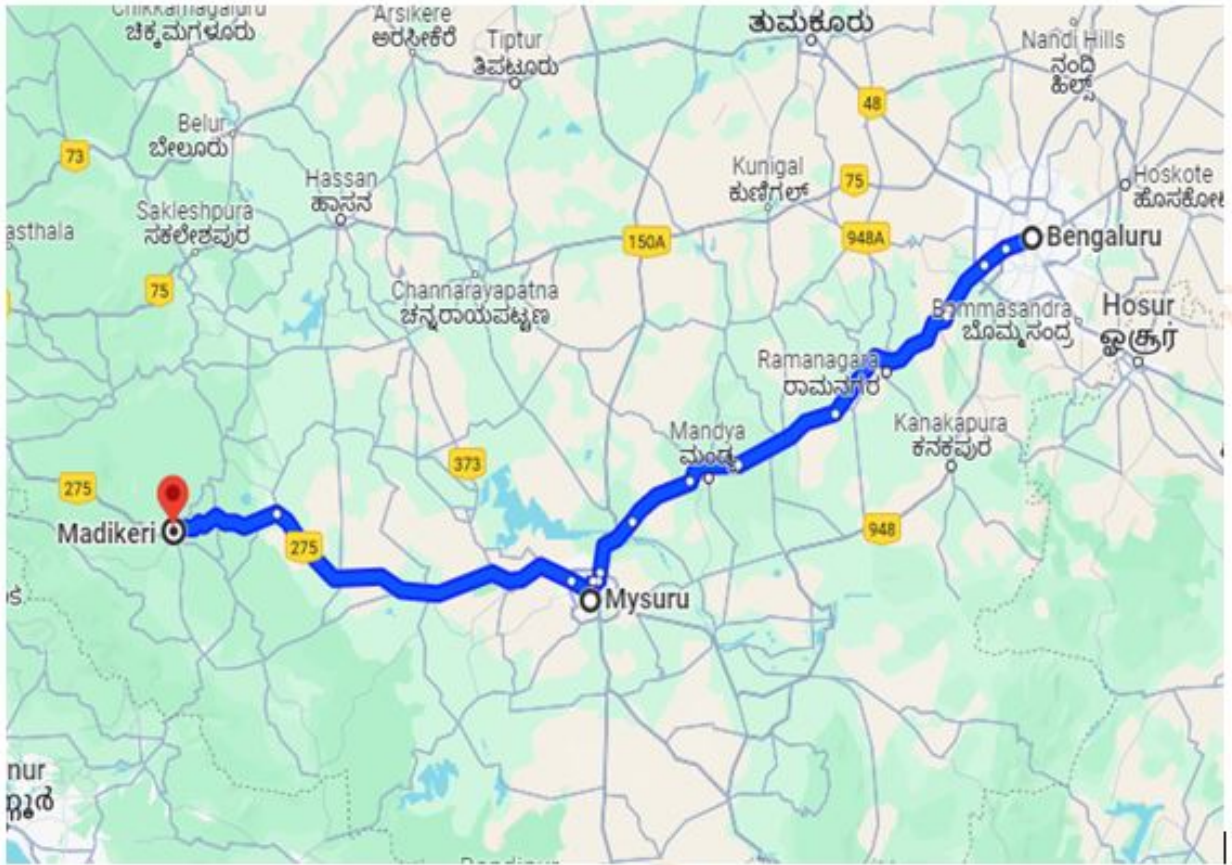 Chikkamagaluru
ಚಿಕ್ಕಮಗಳೂರು
Arsikere
ಅರಸೀಕೆರೆ
Tiptur
ತಿಪಟೂರು
ತುಮಕೂರು
Nandi Hills
ನಂದಿ
ಹಿಲ್ಸ್
48
Belur
ಬೇಲೂರು
73
Hassan
ಹಾಸನ
Kunigal
ಕುಣಿಗಲ್
75
Hoskote
Sakleshpura
ಸಕಲೇಶಪುರ
asthala
150A
948A
Bengaluru
75
Channarayapatna
ಚನ್ನರಾಯಪಟ್ಟಣ
Bommasandra
ಬೊಮ್ಮಸಂದ್ರ
Hosur
ஓசூர்
Ramanagara
ರಾಮನಗರ
Mandya
ಮಂಡ್ಯ
Kanakapura
ಕನಕಪುರ
373
275
Madikeri
275
948
Mysuru
nur